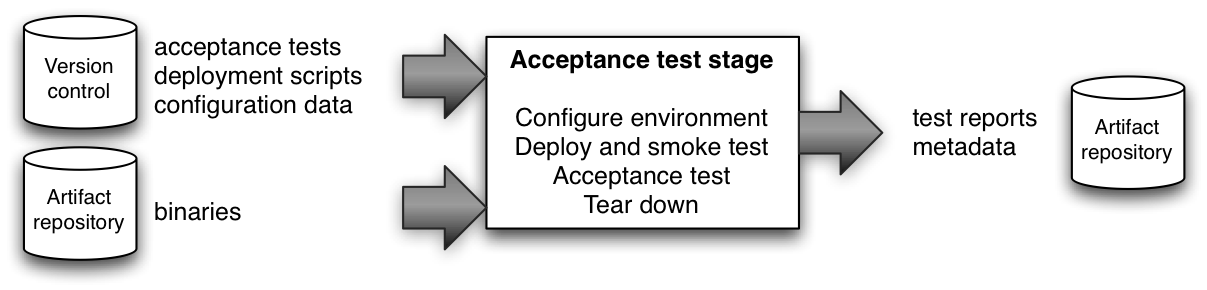 Version
control
acceptance tests
deployment scripts
configuration data
Artifact
repository
binaries
Acceptance test stage
Configure environment
Deploy and smoke test
Acceptance test
Tear down
test reports
metadata
Artifact
repository